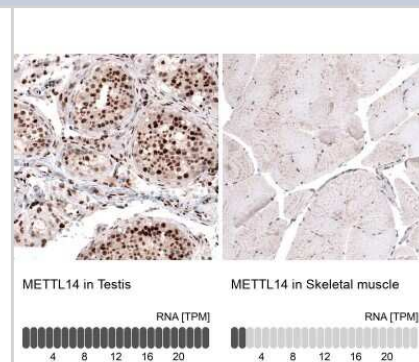 METTL14 in Testis
METTL14 in Skeletal muscle
RNA [TPM]
RNA [TPM]
4 8 12 16 20
4 8 12 16 20